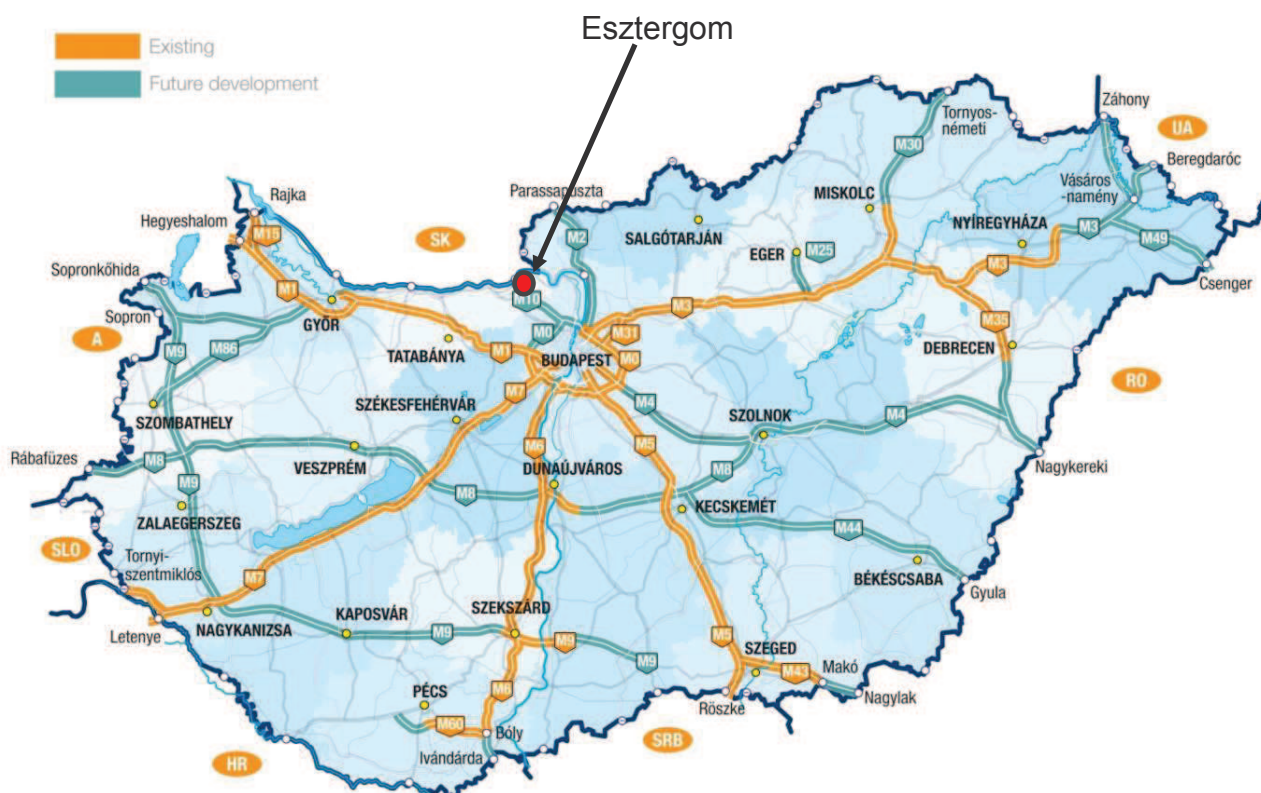 Esztergom
Existing
Future development
Záhony
Tornyos-
németi
UA
M30
Beregdaróc
Rajka
Parassapuszta
MISKOLC
Vásáros
-namény
Hegyeshalom
SALGÓTARJÁN
NYÍREGYHÁZA
M15
SK
M2
EGER
M25
M3
M49
M3
Sopronkőhida
M1
M10
Csenger
Sopron
GYŐR
M3
M35
A
M9
M86
TATABÁNYA
M1
M0
M31
BUDAPEST
M0
DEBRECEN
RO
M7
SZÉKESFEHÉRVÁR
M4
SZOLNOK
M4
SZOMBATHELY
M6
M5
Rábafüzes
M8
VESZPRÉM
DUNAÚJVÁROS
M8
Nagykereki
M9
M8
KECSKEMÉT
ZALAEGERSZEG
M44
SLO
Tornyi-
szentmiklós
M7
BÉKÉSCSABA
Gyula
KAPOSVÁR
SZEKSZÁRD
Letenye
NAGYKANIZSA
M9
M9
M5
SZEGED
M9
M43
Makó
PÉCS
M6
Röszke
Nagylak
M60
Bóly
HR
Ivándárda
SRB